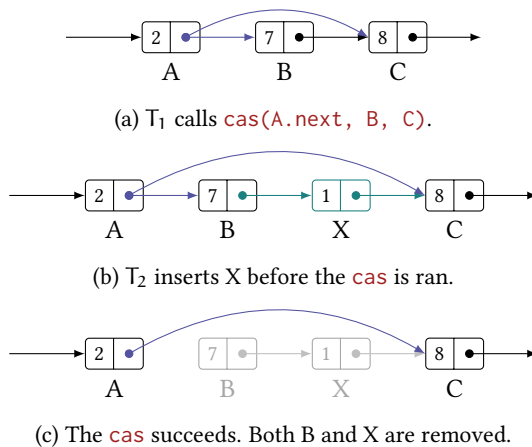 2 7 8
A B C
(a) T₁ calls cas(A.next, B, C).
2 7 1 8
A B X C
(b) T₂ inserts X before the cas is ran.
2 7 1 8
A B X C
(c) The cas succeeds. Both B and X are removed.